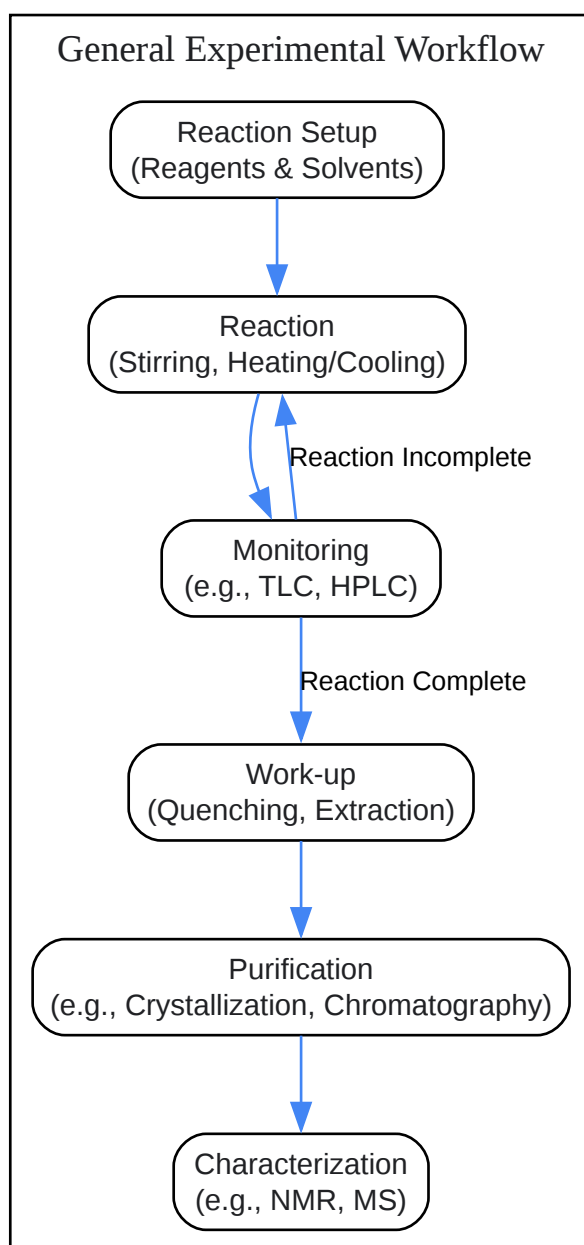 General Experimental Workflow
Reaction Setup
(Reagents & Solvents)
Reaction
(Stirring, Heating/Cooling)
Reaction Incomplete
Monitoring
(e.g., TLC, HPLC)
Reaction Complete
Work-up
(Quenching, Extraction)
Purification
(e.g., Crystallization, Chromatography)
Characterization
(e.g., NMR, MS)